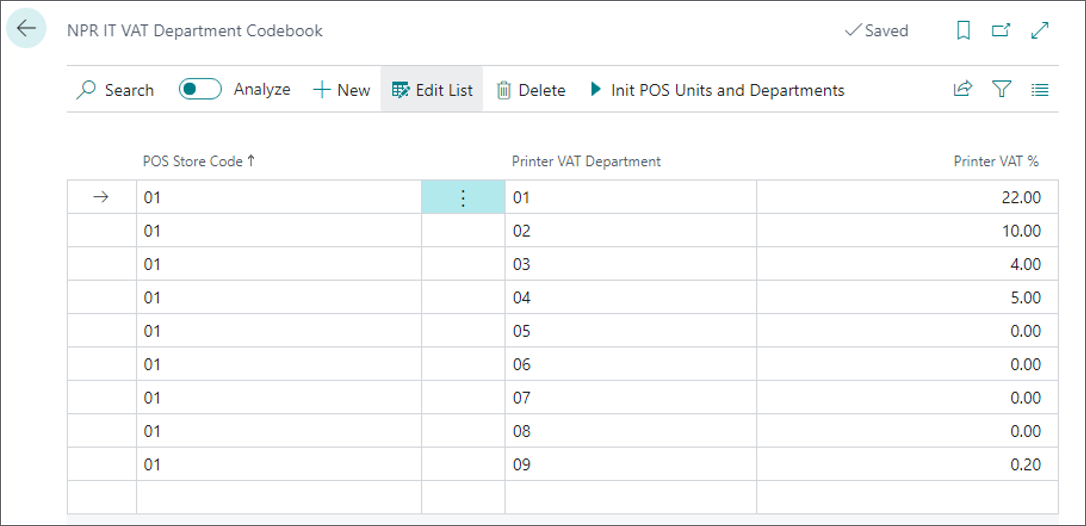 NPR IT VAT Department Codebook Saved
Search Analyze New Edit List Delete Init POS Units and Departments
POS Store Code ↑ Printer VAT Department Printer VAT %
01 01 22.00
01 02 10.00
01 03 4.00
01 04 5.00
01 05 0.00
01 06 0.00
01 07 0.00
01 08 0.00
01 09 0.20